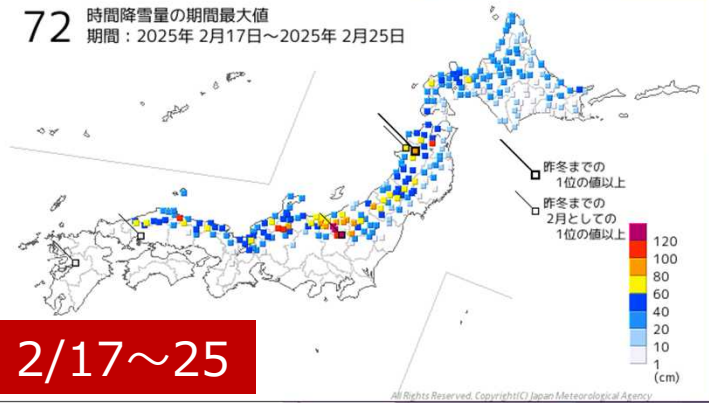 72 時間降雪量の期間最大値
期間：2025年 2月17日～2025年 2月25日
昨冬までの
1位の値以上
昨冬までの
2月としての
1位の値以上
120
100
80
60
40
20
10
1
(cm)
2/17～25
All Rights Reserved. Copyright(C) Japan Meteorological Agency